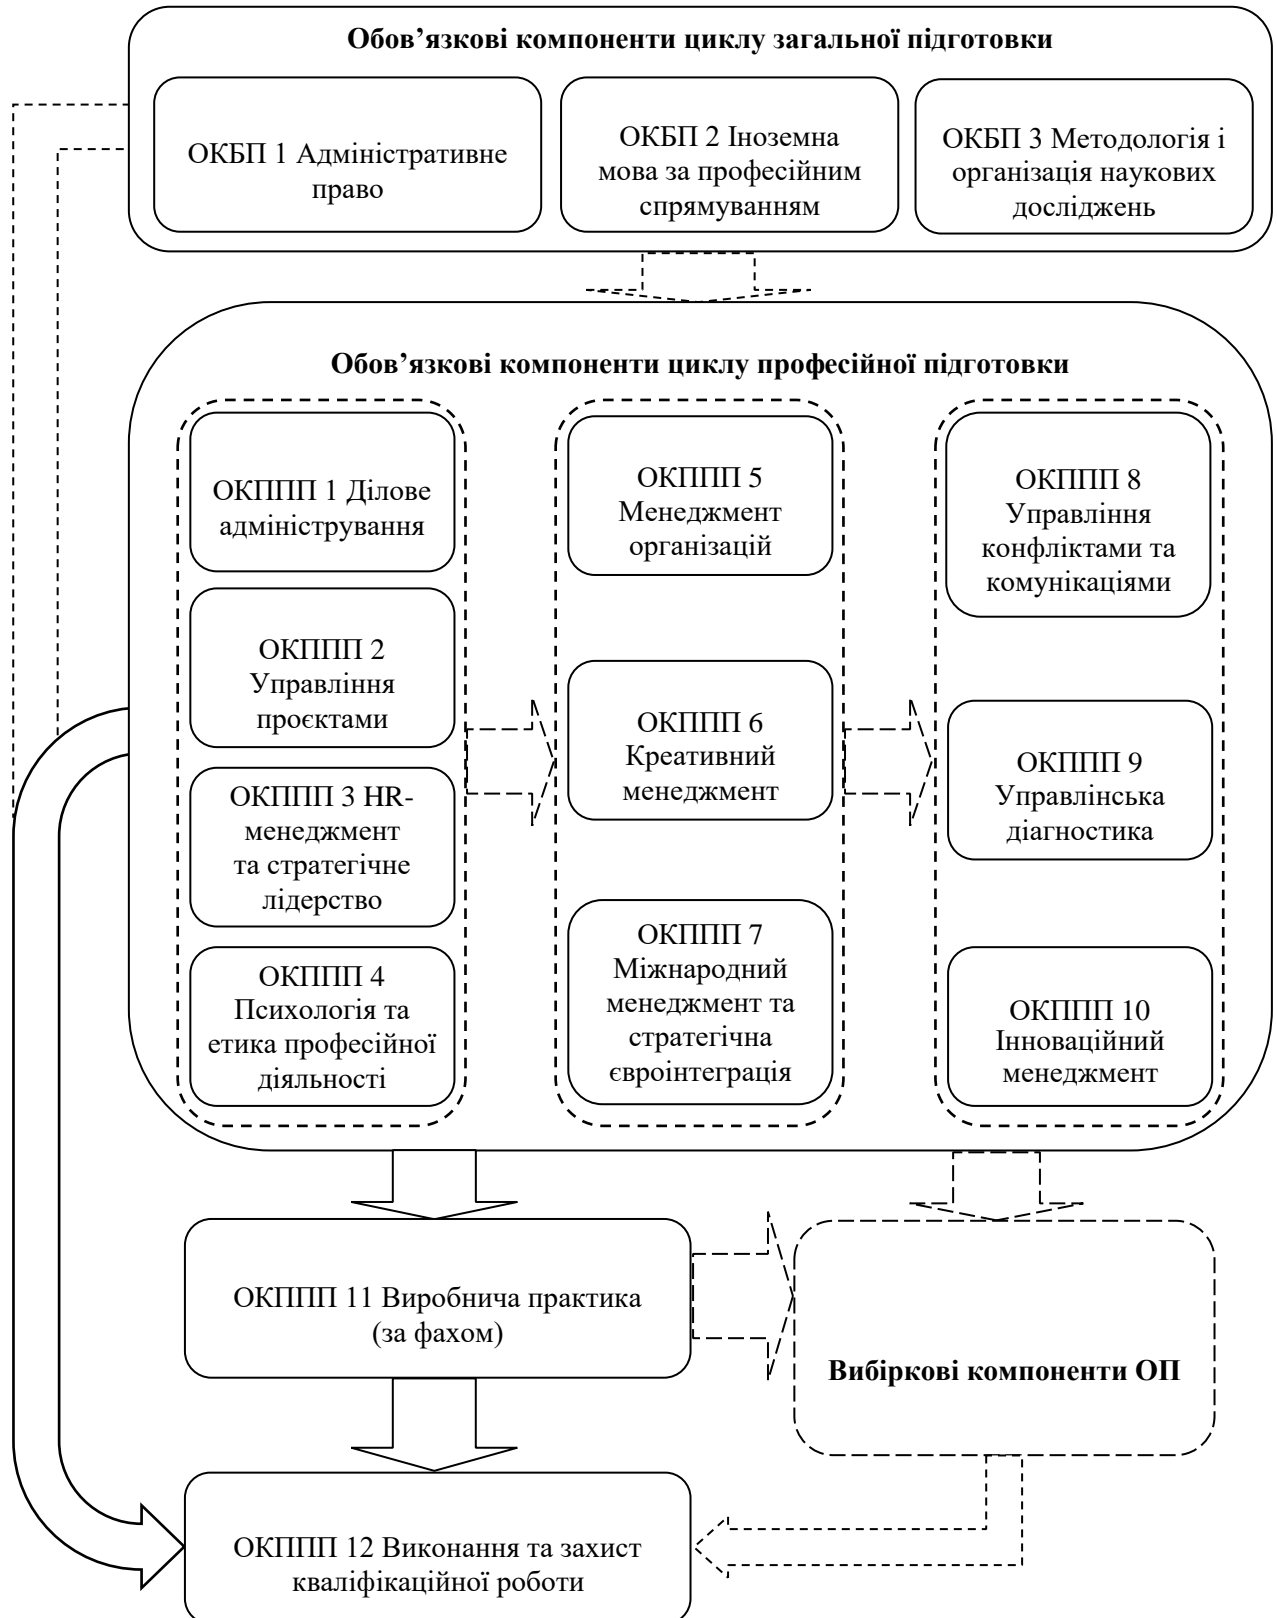 Обов’язкові компоненти циклу загальної підготовки
ОКБП 1 Адміністративне
право
ОКБП 2 Іноземна
мова за професійним
спрямуванням
ОКБП 3 Методологія і
організація наукових
досліджень
Обов’язкові компоненти циклу професійної підготовки
ОКППП 1 Ділове
адміністрування
ОКППП 2
Управління
проєктами
ОКППП 3 HR-
менеджмент
та стратегічне
лідерство
ОКППП 4
Психологія та
етика професійної
діяльності
ОКППП 5
Менеджмент
організацій
ОКППП 6
Креативний
менеджмент
ОКППП 7
Міжнародний
менеджмент та
стратегічна
євроінтеграція
ОКППП 8
Управління
конфліктами та
комунікаціями
ОКППП 9
Управлінська
діагностика
ОКППП 10
Інноваційний
менеджмент
ОКППП 11 Виробнича практика
(за фахом)
Вибіркові компоненти ОП
ОКППП 12 Виконання та захист
кваліфікаційної роботи